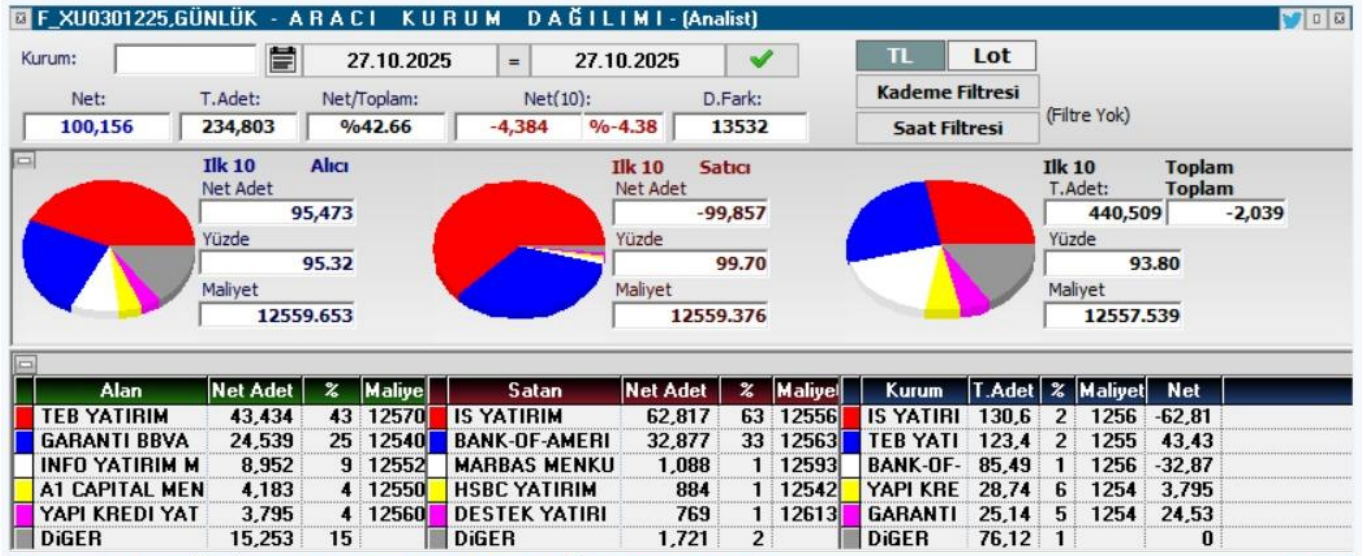 F_XU0301225,GÜNLÜK - ARACI KURUM DAĞILIMI- (Analist)
Kurum: 27.10.2025 = 27.10.2025 TL Lot
Kademe Filtresi
Net: T.Adet: Net/Toplam: Net(10): D.Fark:
100,156 234,803 %42.66 -4,384 %-4.38 13532 Saat Filtresi (Filtre Yok)
Ilk 10 Alıcı Ilk 10 Satıcı Ilk 10 Toplam
Net Adet Net Adet T.Adet: Toplam
95,473 -99,857 440,509 -2,039
Yüzde Yüzde Yüzde
95.32 99.70 93.80
Maliyet Maliyet Maliyet
12559.653 12559.376 12557.539
Alan Net Adet % Maliye Satan Net Adet % Maliyet Kurum T.Adet % Maliyet Net
TEB YATIRIM 43,434 43 12570 IS YATIRIM 62,817 63 12556 IS YATIRI 130,6 2 1256 -62,81
GARANTI BBVA 24,539 25 12540 BANK-OF-AMERI 32,877 33 12563 TEB YATI 123,4 2 1255 43,43
INFO YATIRIM M 8,952 9 12552 MARBAS MENKU 1,088 1 12593 BANK-OF- 85,49 1 1256 -32,87
A1 CAPITAL MEN 4,183 4 12550 HSBC YATIRIM 884 1 12542 YAPI KRE 28,74 6 1254 3,795
YAPI KREDI YAT 3,795 4 12560 DESTEK YATIRI 769 1 12613 GARANTI 25,14 5 1254 24,53
DiGER 15,253 15 DiGER 1,721 2 DiGER 76,12 1 0